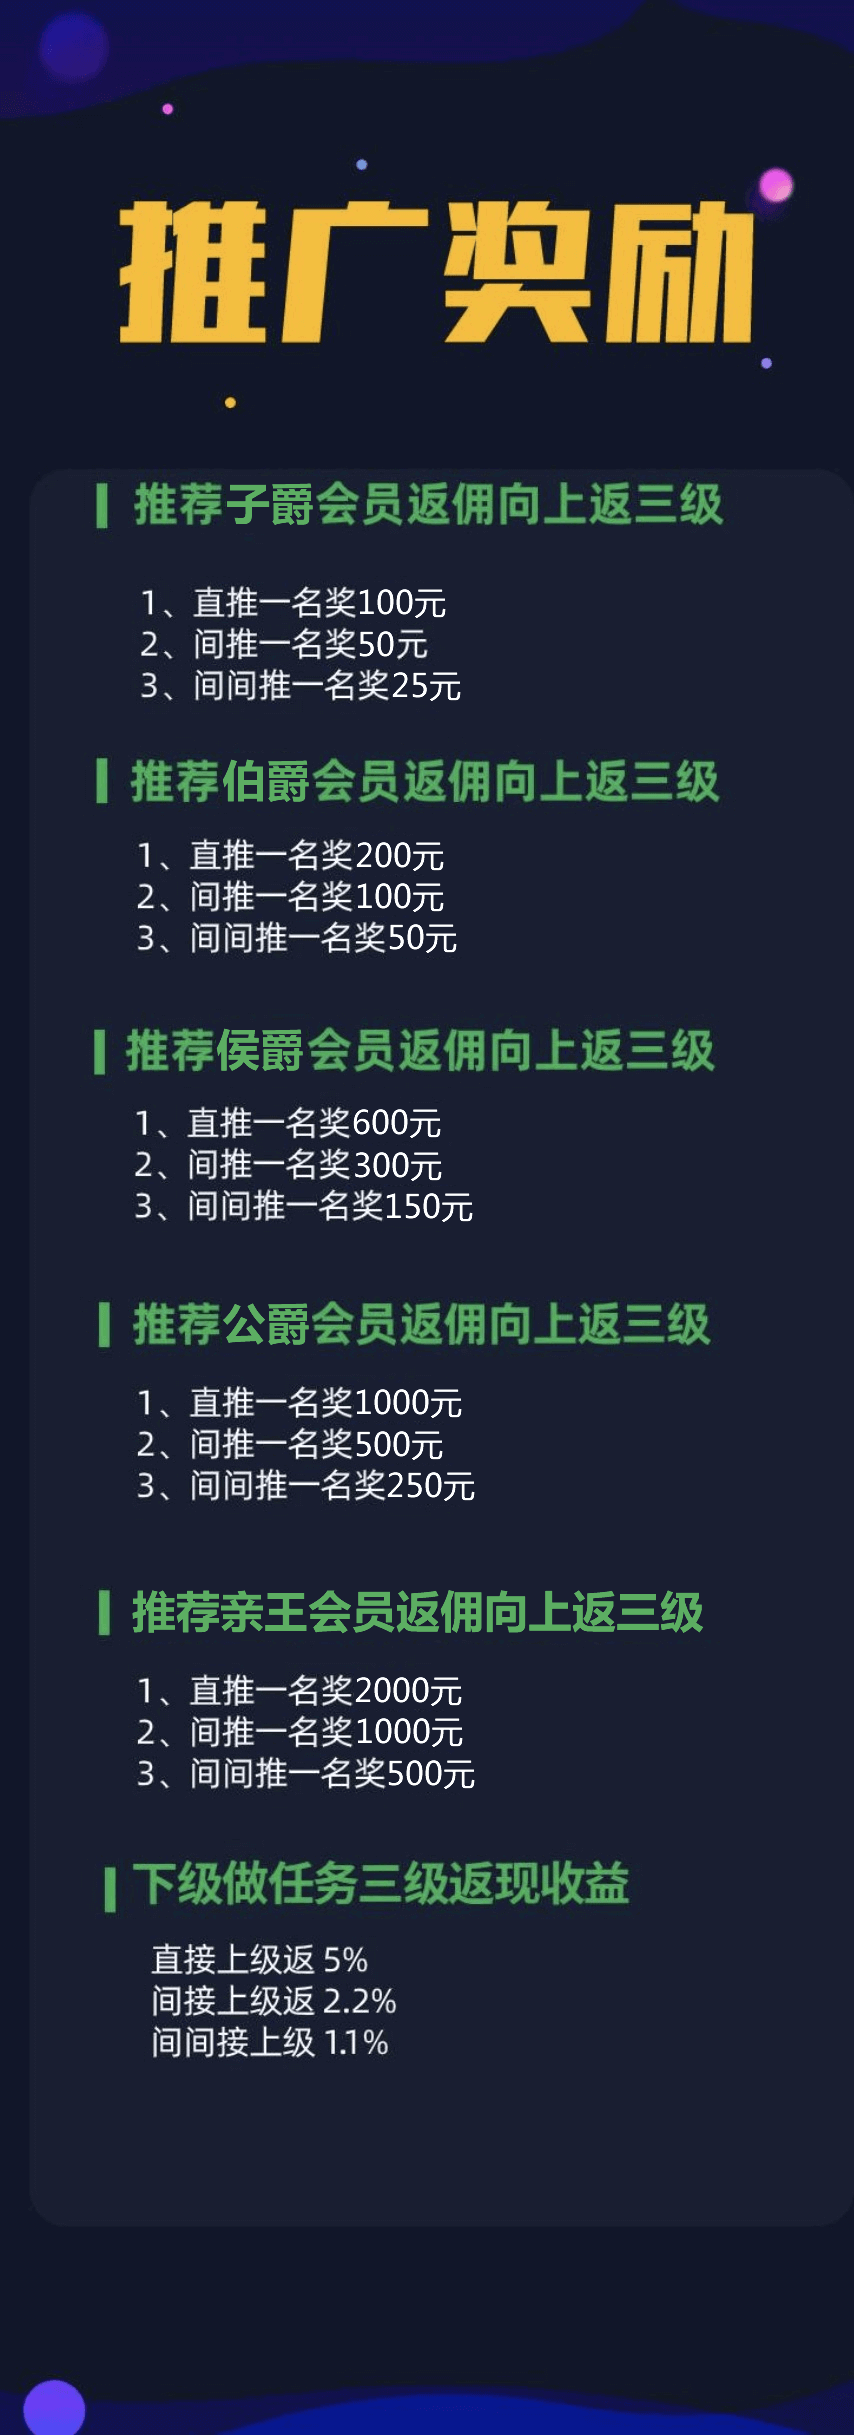 推广奖励
推荐子爵会员返佣向上返三级
1、直推一名奖100元
2、间推一名奖50元
3、间间推一名奖25元
推荐伯爵会员返佣向上返三级
1、直推一名奖200元
2、间推一名奖100元
3、间间推一名奖50元
推荐侯爵会员返佣向上返三级
1、直推一名奖600元
2、间推一名奖300元
3、间间推一名奖150元
推荐公爵会员返佣向上返三级
1、直推一名奖1000元
2、间推一名奖500元
3、间间推一名奖250元
推荐亲王会员返佣向上返三级
1、直推一名奖2000元
2、间推一名奖1000元
3、间间推一名奖500元
下级做任务三级返现收益
直接上级返 5%
间接上级返 2.2%
间间接上级 1.1%